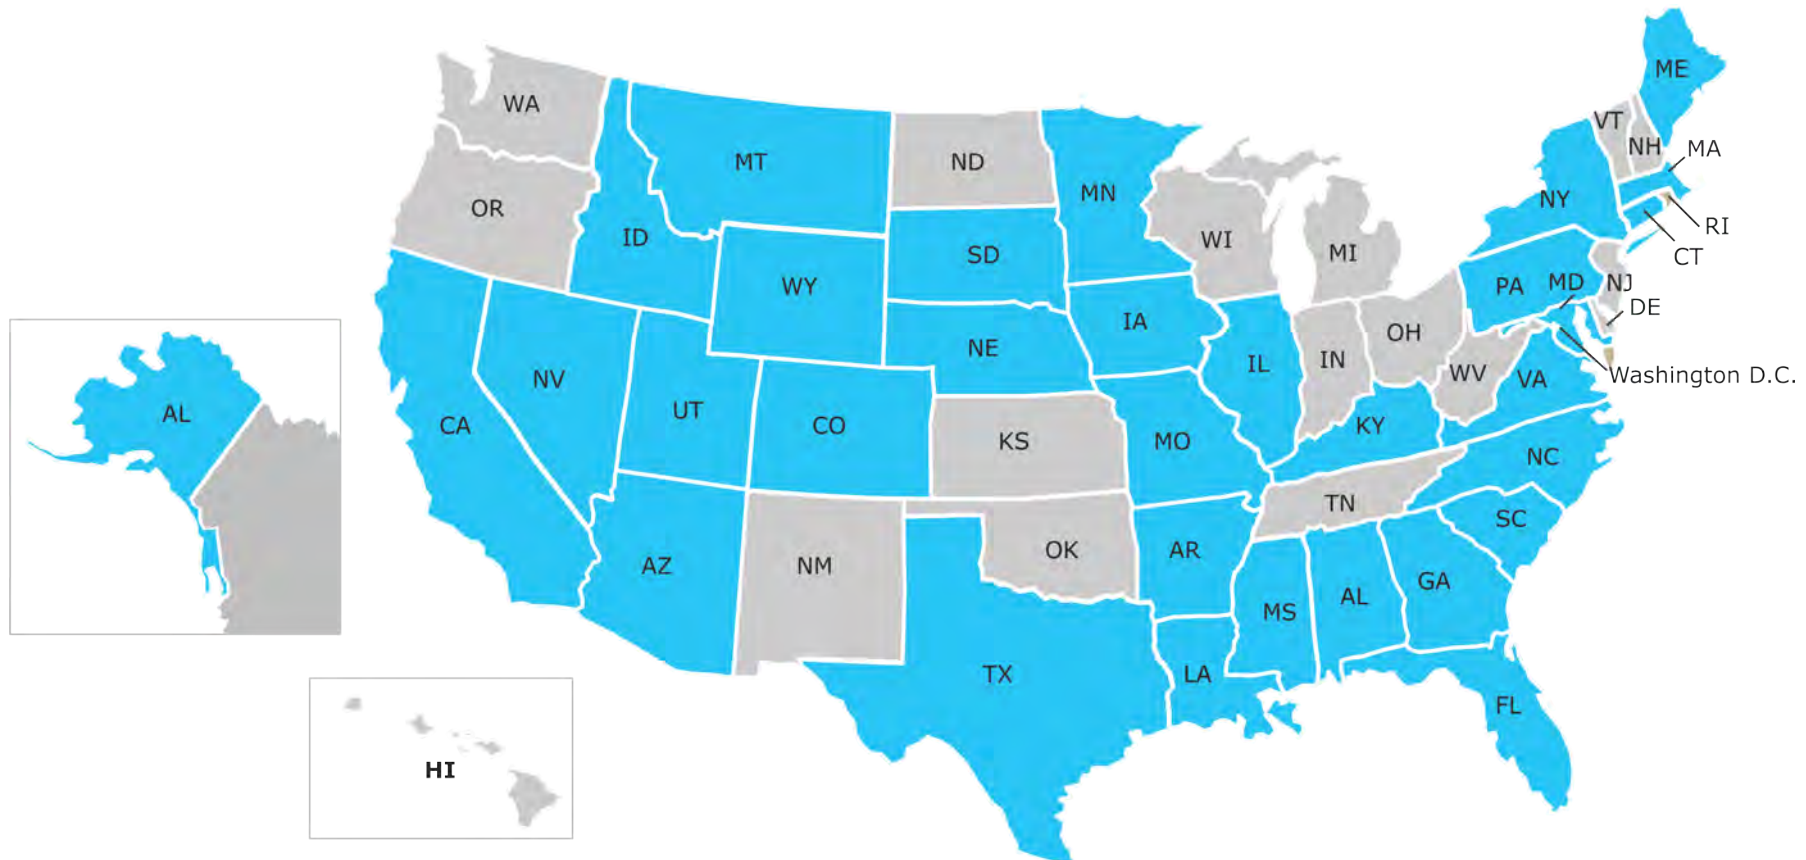 ME
WA
VT
NH
MA
MT
ND
MN
NY
OR
RI
ID
WI
MI
SD
CT
WY
PA
MD
NJ
DE
IA
NE
OH
IL
IN
WV
VA
Washington D.C.
NV
AL
UT
CA
CO
KS
MO
KY
NC
TN
SC
AZ
NM
OK
AR
GA
MS
AL
TX
LA
FL
HI